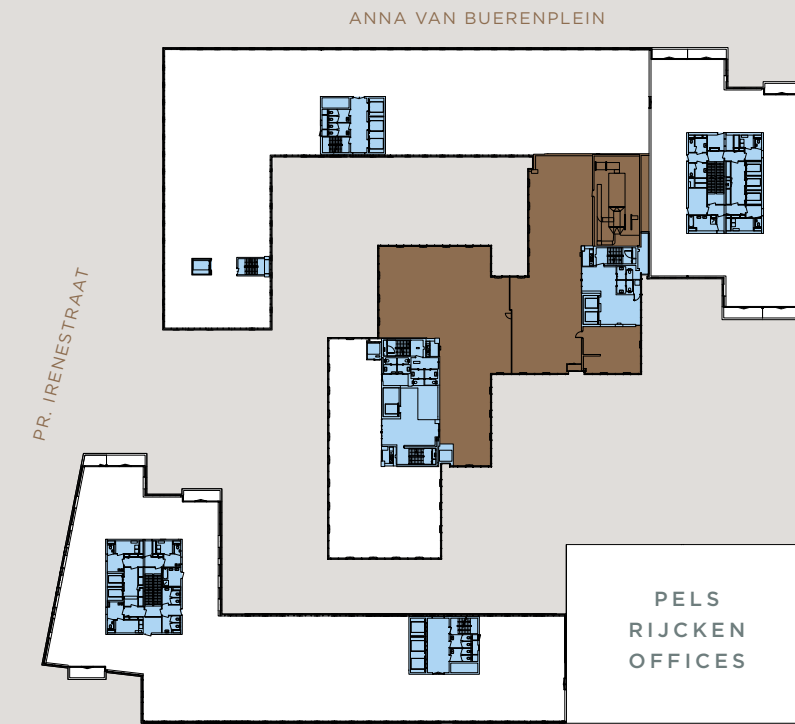 ANNA VAN BUERENPLEIN
PR. IRENESTRAAT
PELS
RIJCKEN
OFFICES